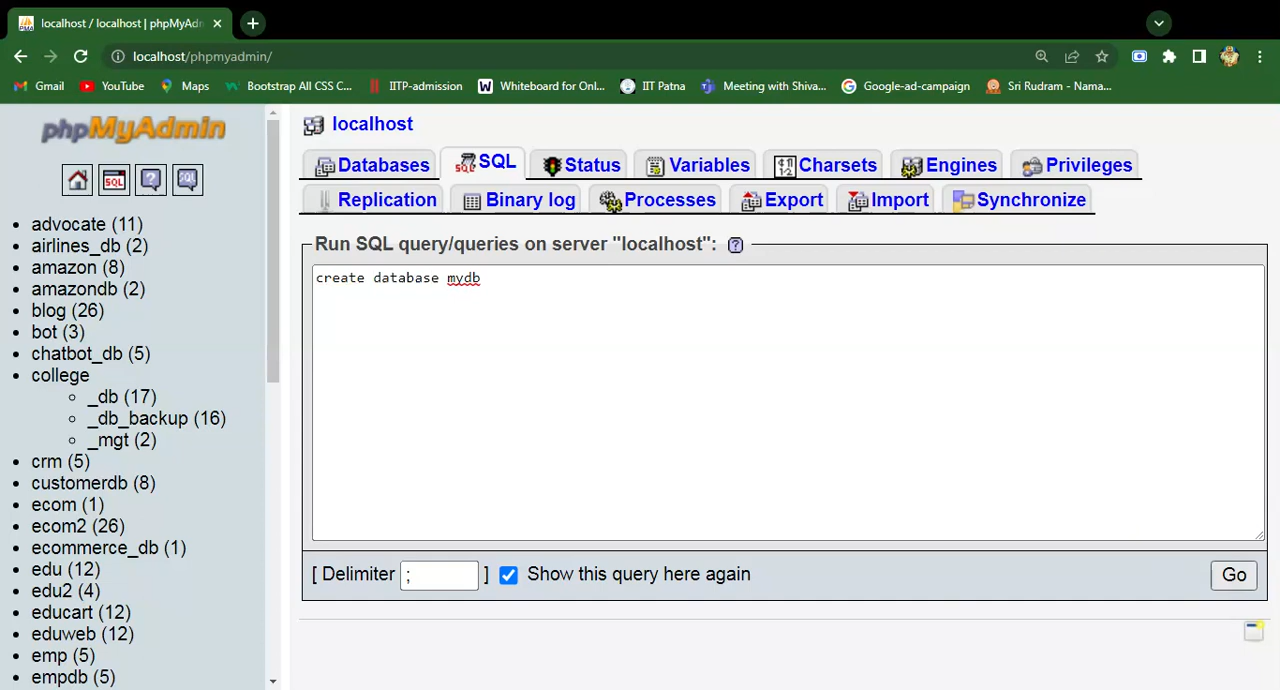 localhost / localhost | phpMyAdn
localhost/phpmyadmin/
Gmail YouTube Maps Bootstrap All CSS C... IITP-admission Whiteboard for Onl... IIT Patna Meeting with Shiva... Google-ad-campaign Sri Rudram - Nama...
phpMyAdmin
SQL
advocate (11)
airlines_db (2)
amazon (8)
amazondb (2)
blog (26)
bot (3)
chatbot_db (5)
college
_db (17)
_db_backup (16)
_mgt (2)
crm (5)
customerdb (8)
ecom (1)
ecom2 (26)
ecommerce_db (1)
edu (12)
edu2 (4)
educart (12)
eduweb (12)
emp (5)
empdb (5)
localhost
Databases SQL Status Variables Charsets Engines Privileges
Replication Binary log Processes Export Import Synchronize
Run SQL query/queries on server "localhost":
create database mydb
[ Delimiter ; ] Show this query here again Go